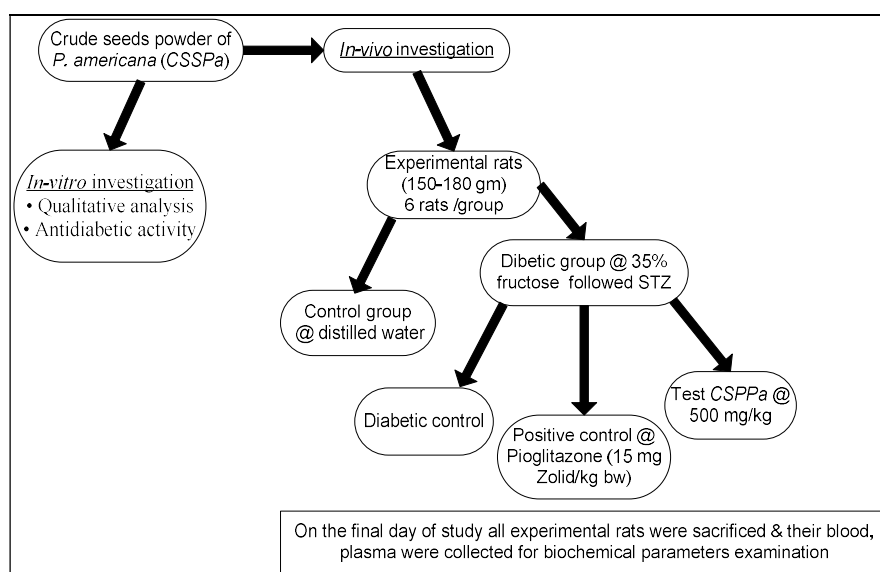 Crude seeds powder of
P. americana (CSSPa)
In-vivo investigation
In-vitro investigation
• Qualitative analysis
• Antidiabetic activity
Experimental rats
(150-180 gm)
6 rats /group
Control group
@ distilled water
Dibetic group @ 35%
fructose followed STZ
Diabetic control
Positive control @
Pioglitazone (15 mg
Zolid/kg bw)
Test CSPPa @
500 mg/kg
On the final day of study all experimental rats were sacrificed & their blood,
plasma were collected for biochemical parameters examination